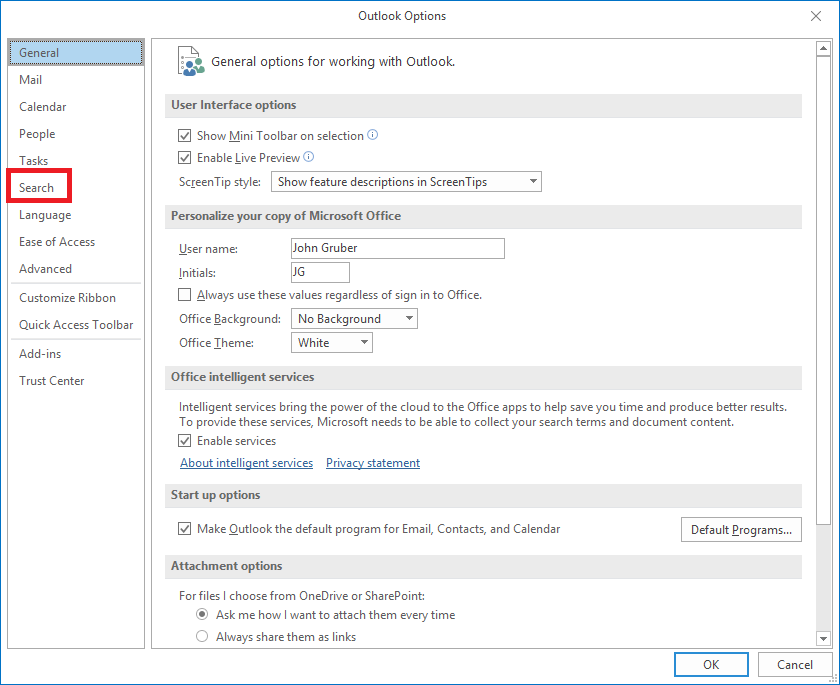 Outlook Options
General
Mail
Calendar
People
Tasks
Search
Language
Ease of Access
Advanced
Customize Ribbon
Quick Access Toolbar
Add-ins
Trust Center
General options for working with Outlook.
User Interface options
Show Mini Toolbar on selection
Enable Live Preview
ScreenTip style: Show feature descriptions in ScreenTips
Personalize your copy of Microsoft Office
User name: John Gruber
Initials: JG
Always use these values regardless of sign in to Office.
Office Background: No Background
Office Theme: White
Office intelligent services
Intelligent services bring the power of the cloud to the Office apps to help save you time and produce better results.
To provide these services, Microsoft needs to be able to collect your search terms and document content.
Enable services
About intelligent services Privacy statement
Start up options
Make Outlook the default program for Email, Contacts, and Calendar Default Programs...
Attachment options
For files I choose from OneDrive or SharePoint:
Ask me how I want to attach them every time
Always share them as links
OK Cancel